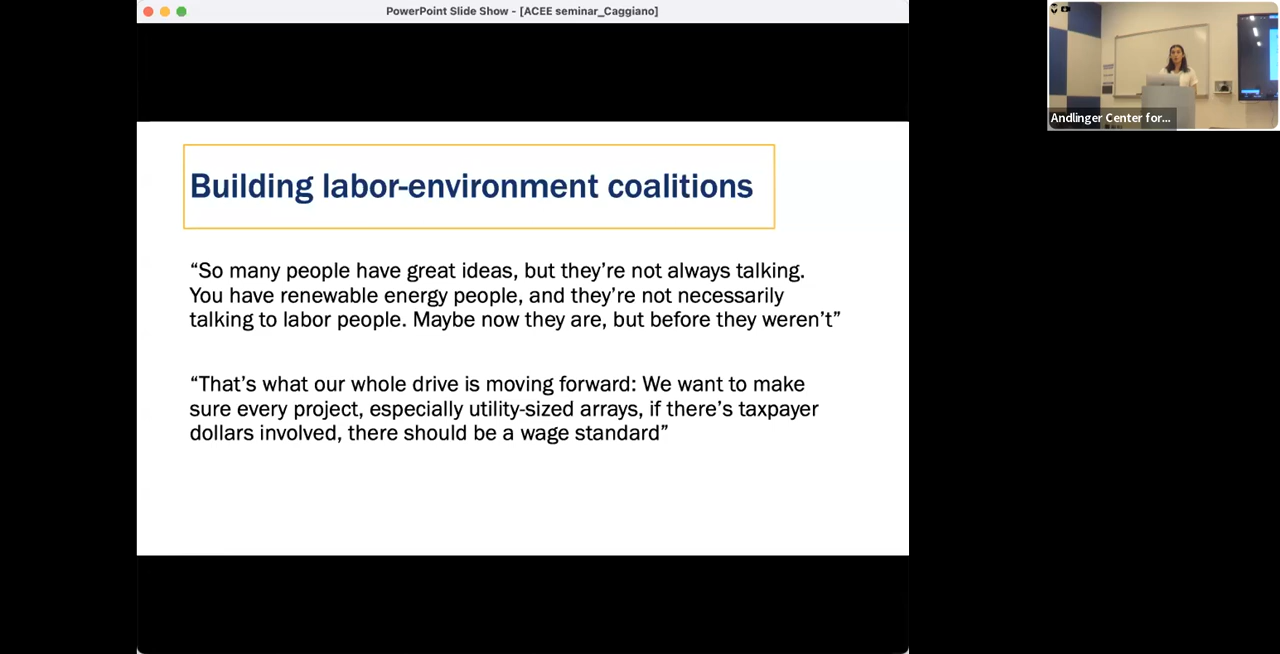 PowerPoint Slide Show - [ACEE seminar_Caggiano]
Andlinger Center for...
Building labor-environment coalitions
“So many people have great ideas, but they’re not always talking.
You have renewable energy people, and they’re not necessarily
talking to labor people. Maybe now they are, but before they weren’t”
“That’s what our whole drive is moving forward: We want to make
sure every project, especially utility-sized arrays, if there’s taxpayer
dollars involved, there should be a wage standard”